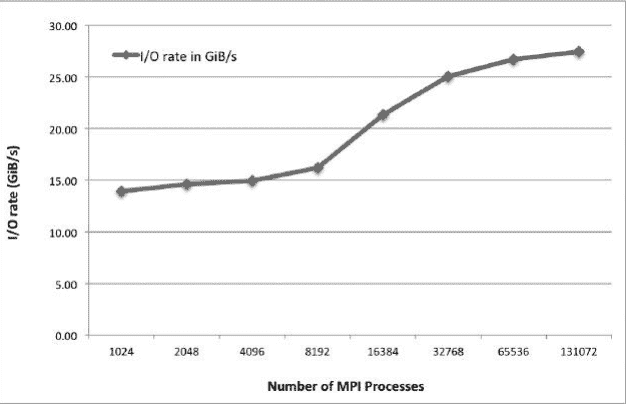 30.00
I/O rate in GiB/s
25.00
20.00
15.00
10.00
5.00
0.00
I/O rate (GiB/s)
1024 2048 4096 8192 16384 32768 65536 131072
Number of MPI Processes